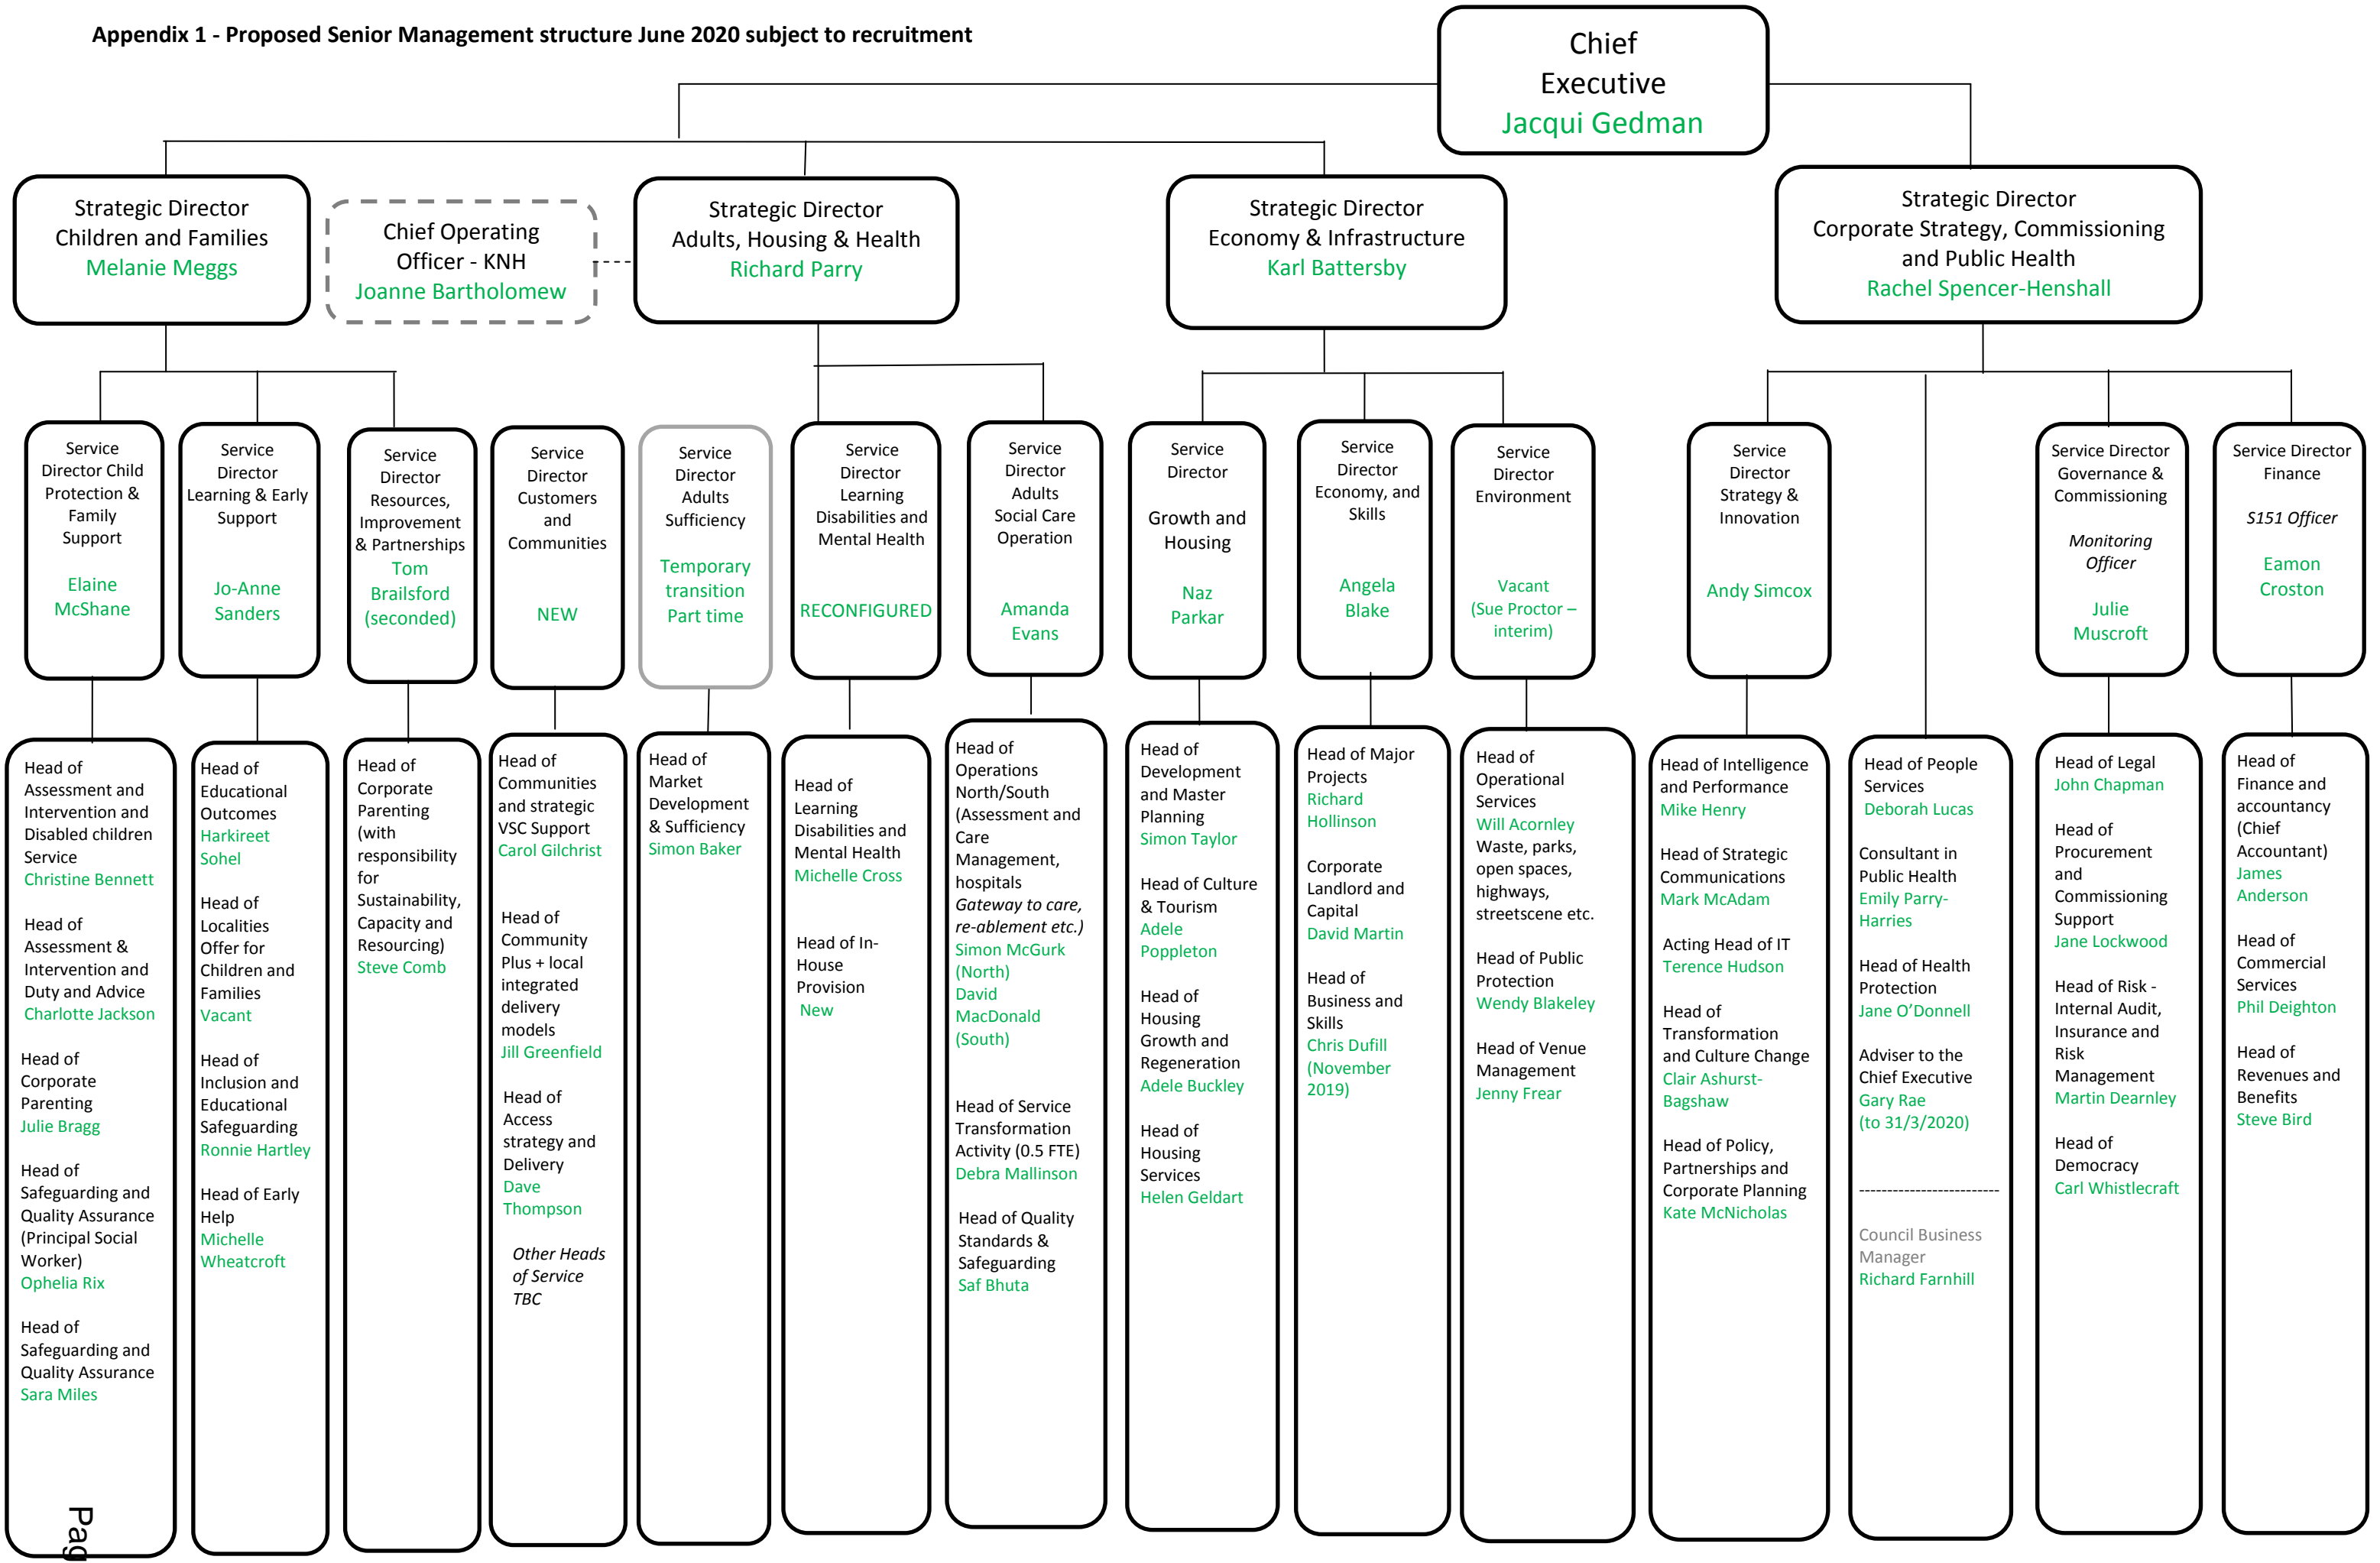 Appendix 1 - Proposed Senior Management structure June 2020 subject to recruitment
Chief
Executive
Jacqui Gedman
Strategic Director
Children and Families
Melanie Meggs
Chief Operating
Officer - KNH
Joanne Bartholomew
Strategic Director
Adults, Housing & Health
Richard Parry
Strategic Director
Economy & Infrastructure
Karl Battersby
Strategic Director
Corporate Strategy, Commissioning
and Public Health
Rachel Spencer-Henshall
Service
Director Child
Protection &
Family
Support
Elaine
McShane
Service
Director
Learning & Early
Support
Jo-Anne
Sanders
Service
Director
Resources,
Improvement
& Partnerships
Tom
Brailsford
(seconded)
Service
Director
Customers
and
Communities
NEW
Service
Director
Adults
Sufficiency
Temporary
transition
Part time
Service
Director
Learning
Disabilities and
Mental Health
RECONFIGURED
Service
Director
Adults
Social Care
Operation
Amanda
Evans
Service
Director
Growth and
Housing
Naz
Parkar
Service
Director
Economy, and
Skills
Angela
Blake
Service
Director
Environment
Vacant
(Sue Proctor –
interim)
Service
Director
Strategy &
Innovation
Andy Simcox
Service Director
Governance &
Commissioning
Monitoring
Officer
Julie
Muscroft
Service Director
Finance
S151 Officer
Eamon
Croston
Head of
Assessment and
Intervention and
Disabled children
Service
Christine Bennett
Head of
Assessment &
Intervention and
Duty and Advice
Charlotte Jackson
Head of
Corporate
Parenting
Julie Bragg
Head of
Safeguarding and
Quality Assurance
(Principal Social
Worker)
Ophelia Rix
Head of
Safeguarding and
Quality Assurance
Sara Miles
Head of
Educational
Outcomes
Harkireet
Sohel
Head of
Localities
Offer for
Children and
Families
Vacant
Head of
Inclusion and
Educational
Safeguarding
Ronnie Hartley
Head of Early
Help
Michelle
Wheatcroft
Head of
Corporate
Parenting
(with
responsibility
for
Sustainability,
Capacity and
Resourcing)
Steve Comb
Head of
Communities
and strategic
VSC Support
Carol Gilchrist
Head of
Community
Plus + local
integrated
delivery
models
Jill Greenfield
Head of
Access
strategy and
Delivery
Dave
Thompson
Other Heads
of Service
TBC
Head of
Market
Development
& Sufficiency
Simon Baker
Head of
Learning
Disabilities and
Mental Health
Michelle Cross
Head of In-
House
Provision
New
Head of
Operations
North/South
(Assessment and
Care
Management,
hospitals
Gateway to care,
re-ablement etc.)
Simon McGurk
(North)
David
MacDonald
(South)
Head of Service
Transformation
Activity (0.5 FTE)
Debra Mallinson
Head of Quality
Standards &
Safeguarding
Saf Bhuta
Head of
Development
and Master
Planning
Simon Taylor
Head of Culture
& Tourism
Adele
Poppleton
Head of
Housing
Growth and
Regeneration
Adele Buckley
Head of
Housing
Services
Helen Geldart
Head of Major
Projects
Richard
Hollinson
Corporate
Landlord and
Capital
David Martin
Head of
Business and
Skills
Chris Dufill
(November
2019)
Head of
Operational
Services
Will Acornley
Waste, parks,
open spaces,
highways,
streetscene etc.
Head of Public
Protection
Wendy Blakeley
Head of Venue
Management
Jenny Frear
Head of Intelligence
and Performance
Mike Henry
Head of Strategic
Communications
Mark McAdam
Acting Head of IT
Terence Hudson
Head of
Transformation
and Culture Change
Clair Ashurst-
Bagshaw
Head of Policy,
Partnerships and
Corporate Planning
Kate McNicholas
Head of People
Services
Deborah Lucas
Consultant in
Public Health
Emily Parry-
Harries
Head of Health
Protection
Jane O'Donnell
Adviser to the
Chief Executive
Gary Rae
(to 31/3/2020)
-------------------------
Council Business
Manager
Richard Farnhill
Head of Legal
John Chapman
Head of
Procurement
and
Commissioning
Support
Jane Lockwood
Head of Risk -
Internal Audit,
Insurance and
Risk
Management
Martin Dearnley
Head of
Democracy
Carl Whistlecraft
Head of
Finance and
accountancy
(Chief
Accountant)
James
Anderson
Head of
Commercial
Services
Phil Deighton
Head of
Revenues and
Benefits
Steve Bird
Pag